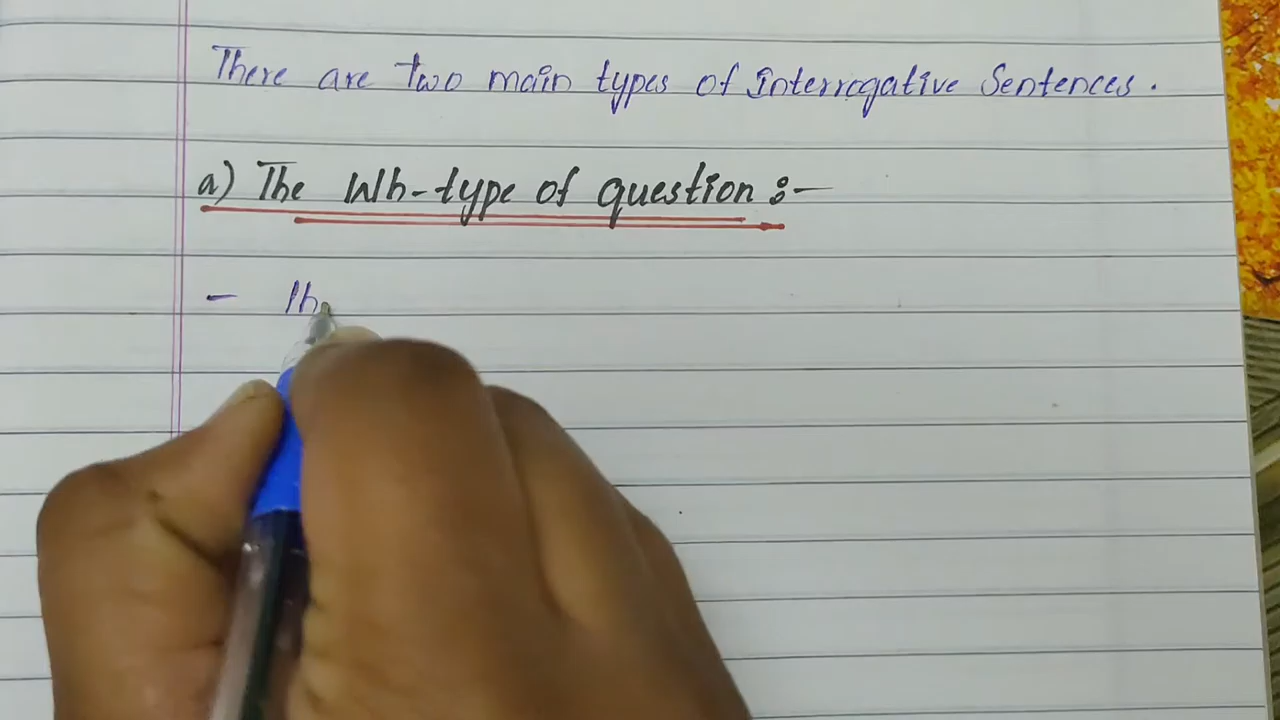 There are two main types of Interrogative Sentences.
a) The Wh-type of question :-
-